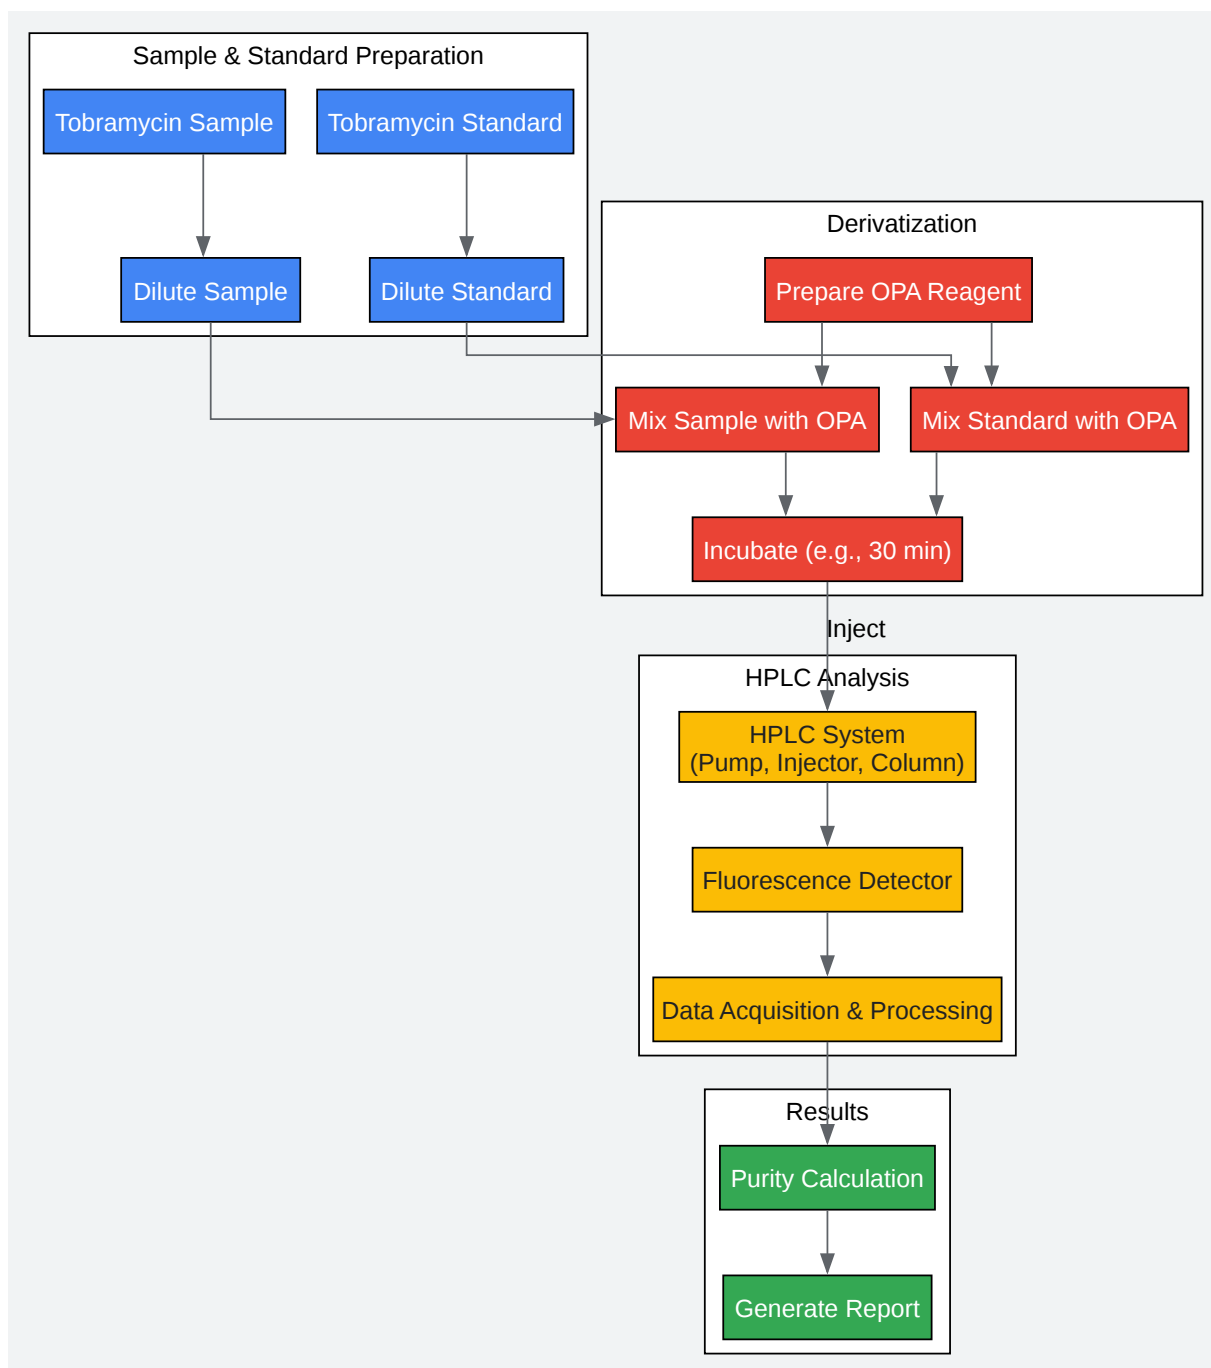 Sample & Standard Preparation
Tobramycin Sample
Tobramycin Standard
Dilute Sample
Dilute Standard
Derivatization
Prepare OPA Reagent
Mix Sample with OPA
Mix Standard with OPA
Incubate (e.g., 30 min)
Inject
HPLC Analysis
HPLC System
(Pump, Injector, Column)
Fluorescence Detector
Data Acquisition & Processing
Results
Purity Calculation
Generate Report